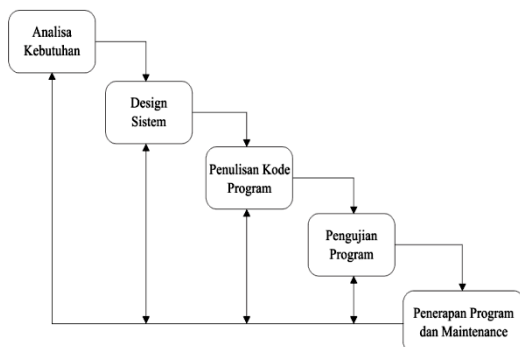 Analisa
Kebutuhan
Design
Sistem
Penulisan Kode
Program
Pengujian
Program
Penerapan Program
dan Maintenance